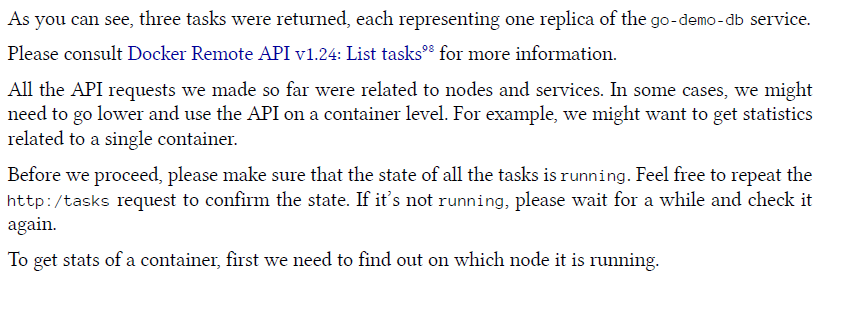 As you can see, three tasks were returned, each representing one replica of the go-demo-db service.
Please consult Docker Remote API v1.24: List tasks⁹⁸ for more information.
All the API requests we made so far were related to nodes and services. In some cases, we might
need to go lower and use the API on a container level. For example, we might want to get statistics
related to a single container.
Before we proceed, please make sure that the state of all the tasks is running. Feel free to repeat the
http:/tasks request to confirm the state. If it’s not running, please wait for a while and check it
again.
To get stats of a container, first we need to find out on which node it is running.